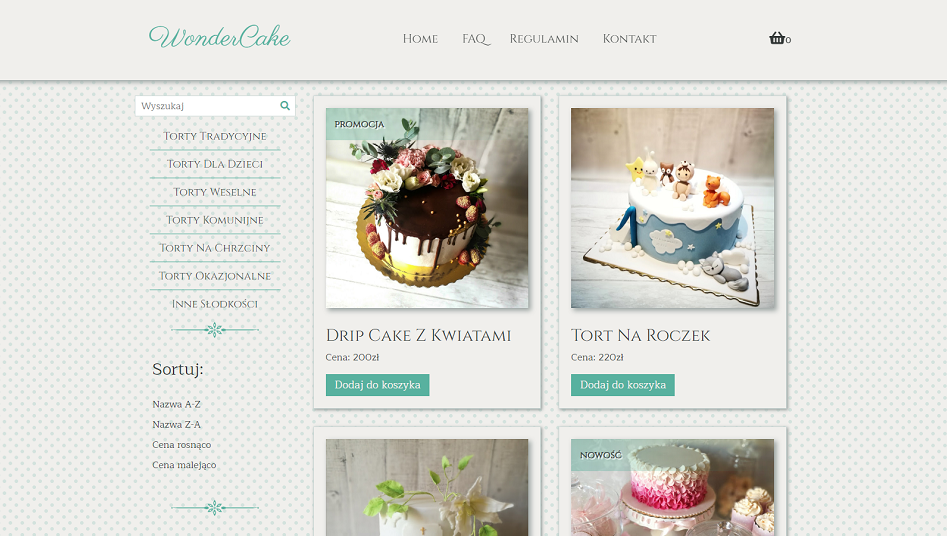 WonderCake
Home
FAQ
Regulamin
Kontakt
0
Wyszukaj
Torty Tradycyjne
Torty Dla Dzieci
Torty Weselne
Torty Komunijne
Torty Na Chrzciny
Torty Okazjonalne
Inne Słodkości
Sortuj:
Nazwa A-Z
Nazwa Z-A
Cena rosnąco
Cena malejąco
PROMOCJA
Drip Cake Z Kwiatami
Cena: 200zł
Dodaj do koszyka
1
Tort Na Roczek
Cena: 220zł
Dodaj do koszyka
NOWOŚĆ